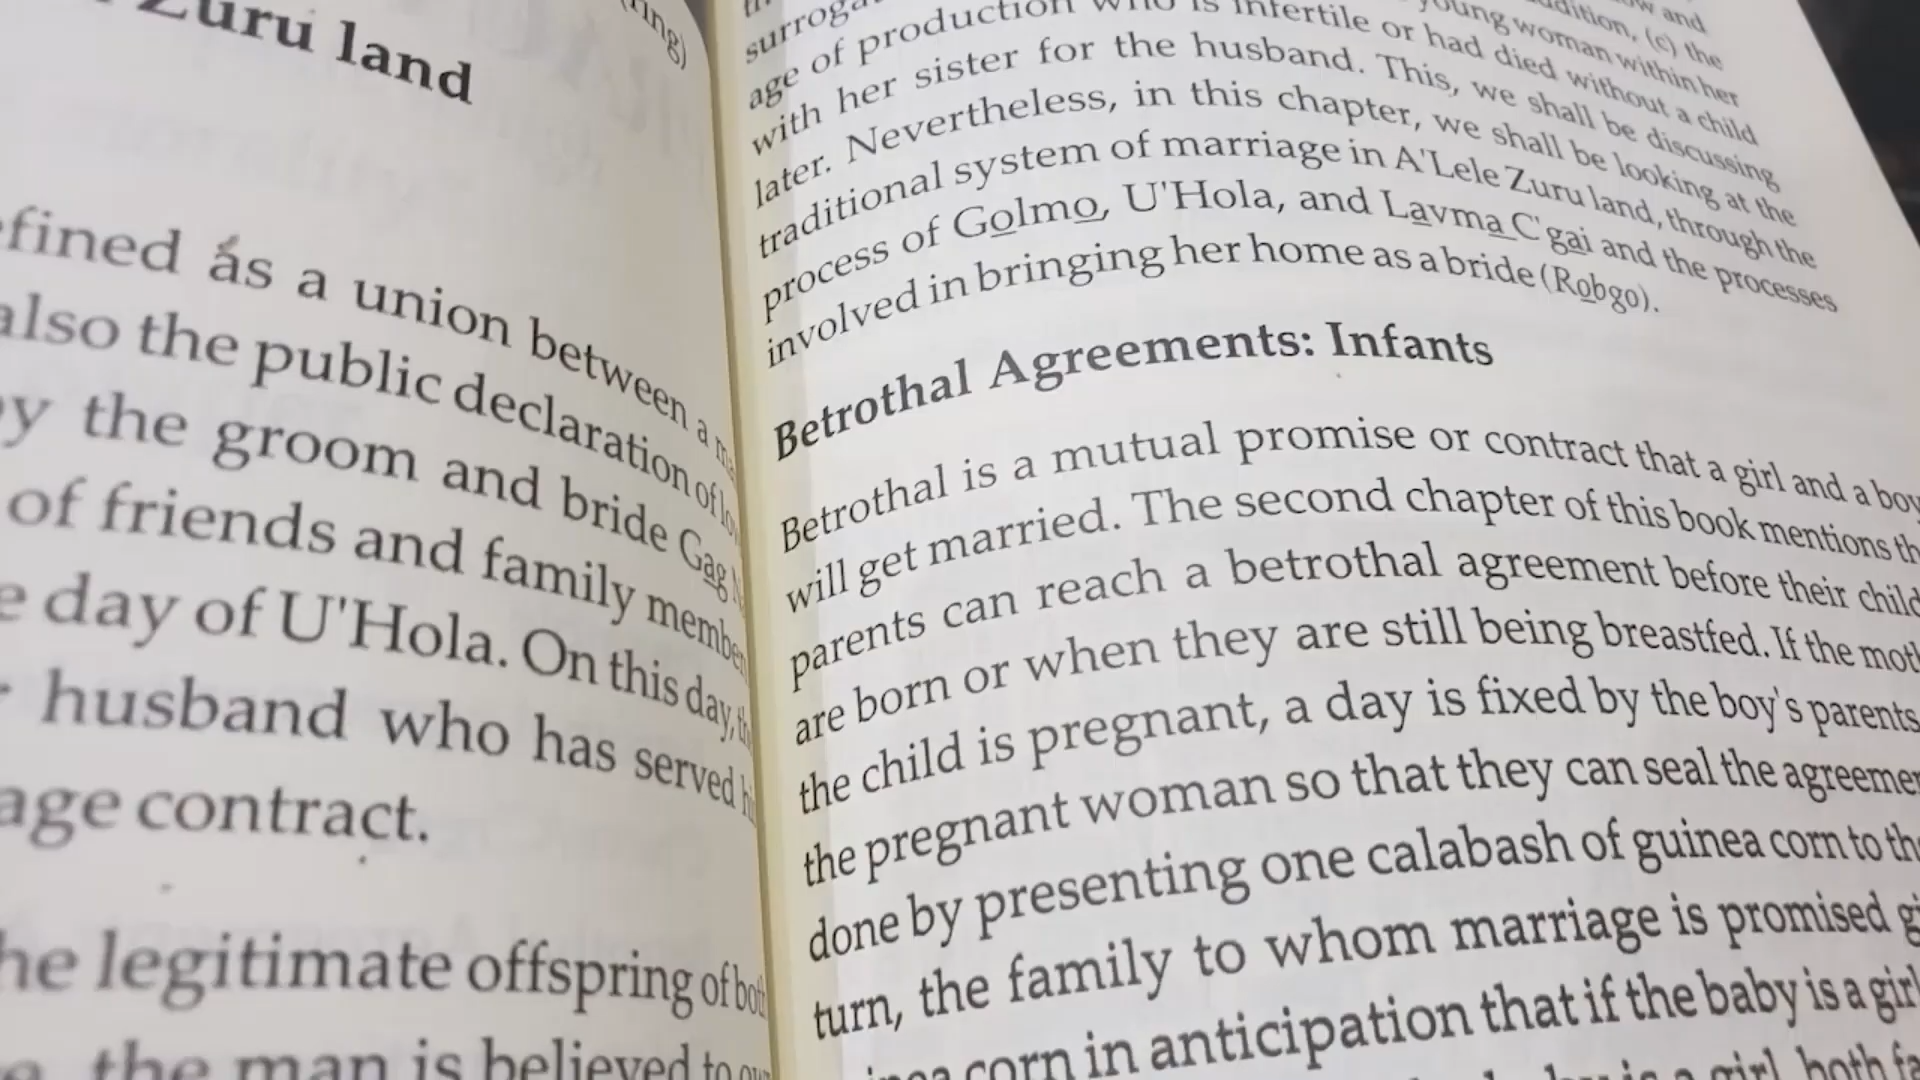 Zuru land
as a union between a
also the public declaration of
the groom and bride Gag
of friends and family
day of U'Hola. On this day,
husband who has served
contract.
legitimate offspring of
the man is believed to
age of production who is infertile or had died without a child
with her sister for the husband. This, we shall be discussing
later. Nevertheless, in this chapter, we shall be looking at the
traditional system of marriage in A'Lele Zuru land, through the
process of Golmo, U'Hola, and Lavma C'gai and the processes
involved in bringing her home as a bride (Robgo).
Betrothal Agreements: Infants
Betrothal is a mutual promise or contract that a girl and a boy
will get married. The second chapter of this book mentions
parents can reach a betrothal agreement before their
are born or when they are still being breastfed. If the
the child is pregnant, a day is fixed by the boy's parents
the pregnant woman so that they can seal the
done by presenting one calabash of guinea corn to
turn, the family to whom marriage is promised
corn in anticipation that if the baby is a girl
is a girl, both